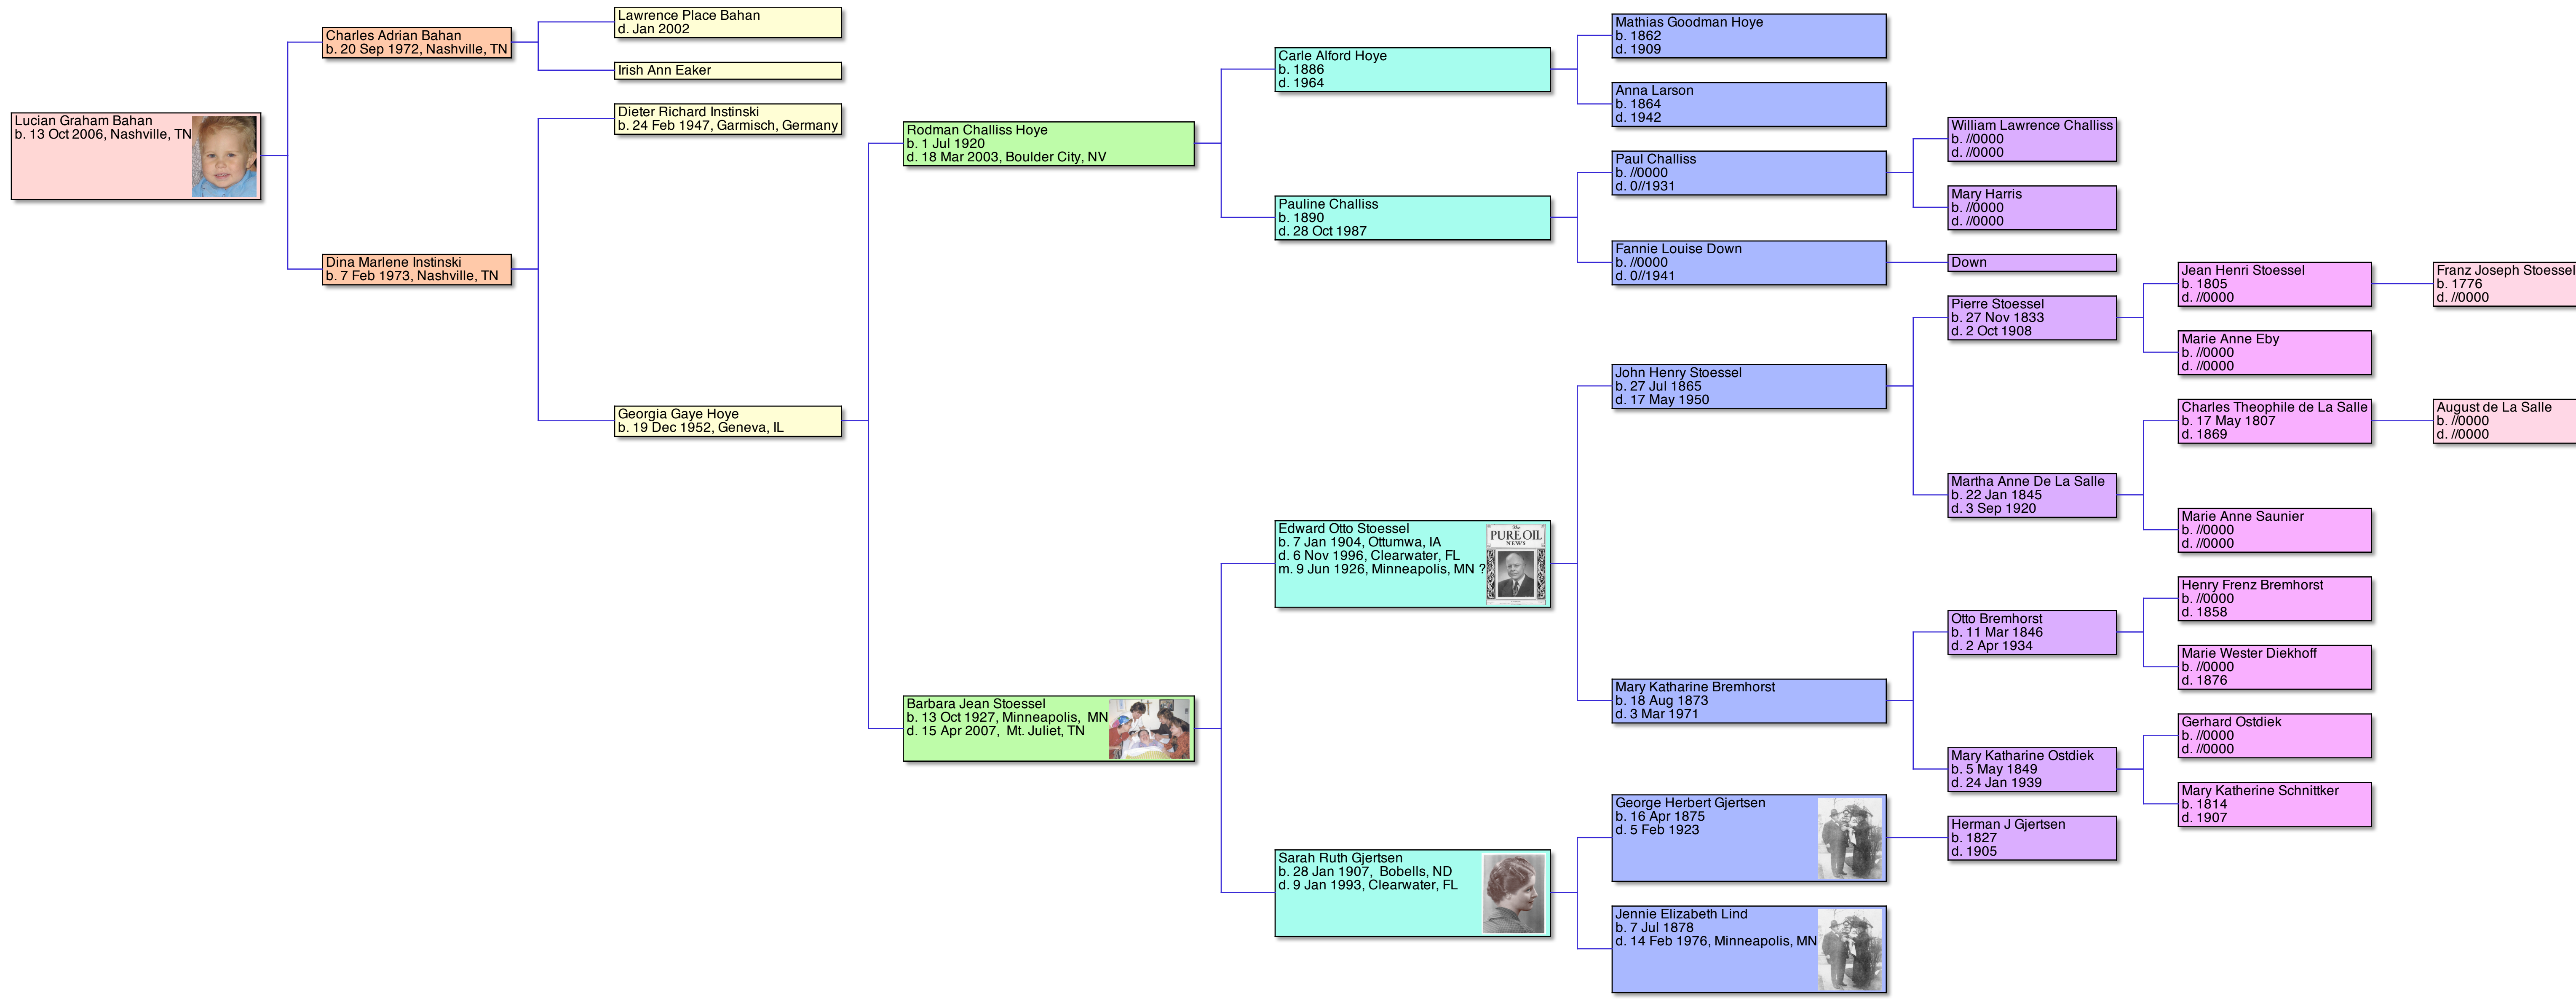 Lucian Graham Bahan
b. 13 Oct 2006, Nashville, TN
Charles Adrian Bahan
b. 20 Sep 1972, Nashville, TN
Dina Marlene Instinski
b. 7 Feb 1973, Nashville, TN
Lawrence Place Bahan
d. Jan 2002
Irish Ann Eaker
Dieter Richard Instinski
b. 24 Feb 1947, Garmisch, Germany
Georgia Gaye Hoye
b. 19 Dec 1952, Geneva, IL
Rodman Challiss Hoye
b. 1 Jul 1920
d. 18 Mar 2003, Boulder City, NV
Barbara Jean Stoessel
b. 13 Oct 1927, Minneapolis,  MN
d. 15 Apr 2007,  Mt. Juliet, TN
Carle Alford Hoye
b. 1886
d. 1964
Pauline Challiss
b. 1890
d. 28 Oct 1987
Edward Otto Stoessel
b. 7 Jan 1904, Ottumwa, IA
d. 6 Nov 1996, Clearwater, FL
m. 9 Jun 1926, Minneapolis, MN ?
The
PURE OIL
NEWS
Sarah Ruth Gjertsen
b. 28 Jan 1907,  Bobells, ND
d. 9 Jan 1993, Clearwater, FL
Mathias Goodman Hoye
b. 1862
d. 1909
Anna Larson
b. 1864
d. 1942
Paul Challiss
b. //0000
d. 0//1931
Fannie Louise Down
b. //0000
d. 0//1941
John Henry Stoessel
b. 27 Jul 1865
d. 17 May 1950
Mary Katharine Bremhorst
b. 18 Aug 1873
d. 3 Mar 1971
George Herbert Gjertsen
b. 16 Apr 1875
d. 5 Feb 1923
Jennie Elizabeth Lind
b. 7 Jul 1878
d. 14 Feb 1976, Minneapolis, MN
William Lawrence Challiss
b. //0000
d. //0000
Mary Harris
b. //0000
d. //0000
Down
Pierre Stoessel
b. 27 Nov 1833
d. 2 Oct 1908
Martha Anne De La Salle
b. 22 Jan 1845
d. 3 Sep 1920
Otto Bremhorst
b. 11 Mar 1846
d. 2 Apr 1934
Mary Katharine Ostdiek
b. 5 May 1849
d. 24 Jan 1939
Herman J Gjertsen
b. 1827
d. 1905
Jean Henri Stoessel
b. 1805
d. //0000
Marie Anne Eby
b. //0000
d. //0000
Charles Theophile de La Salle
b. 17 May 1807
d. 1869
Marie Anne Saunier
b. //0000
d. //0000
Henry Frenz Bremhorst
b. //0000
d. 1858
Marie Wester Diekhoff
b. //0000
d. 1876
Gerhard Ostdiek
b. //0000
d. //0000
Mary Katherine Schnittker
b. 1814
d. 1907
Franz Joseph Stoessel
b. 1776
d. //0000
August de La Salle
b. //0000
d. //0000